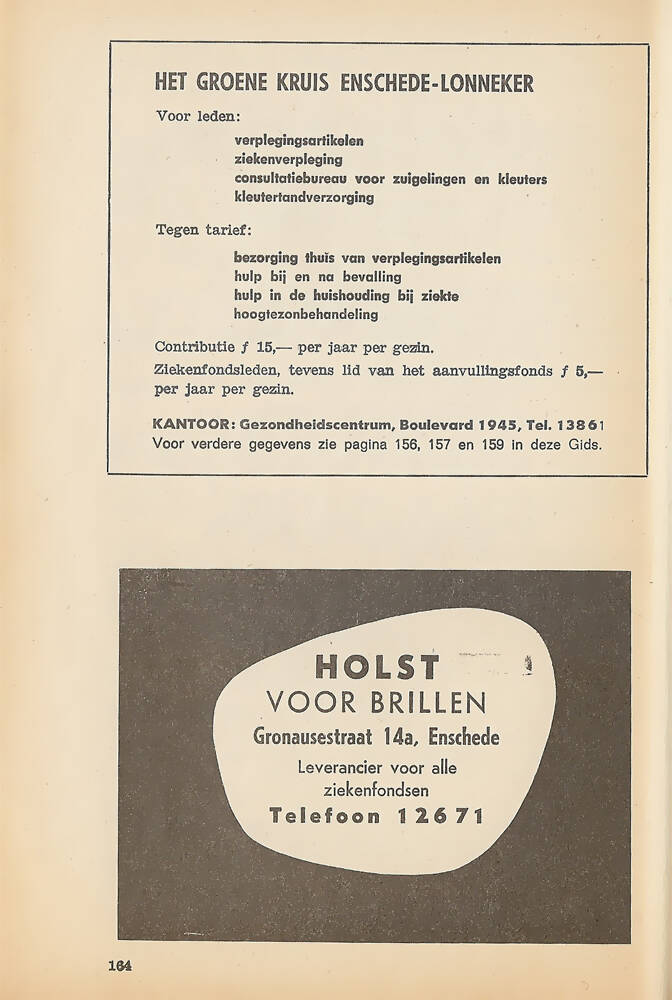 HET GROENE KRUIS ENSCHEDE-LONNEKER
Voor leden:
verplegingsartikelen
ziekenverpleging
consultatiebureau voor zuigelingen en kleuters
kleutertandverzorging
Tegen tarief:
bezorging thuis van verplegingsartikelen
hulp bij en na bevalling
hulp in de huishouding bij ziekte
hoogtezonbehandeling
Contributie ƒ 15,— per jaar per gezin.
Ziekenfondsleden, tevens lid van het aanvullingsfonds ƒ 5,—
per jaar per gezin.
KANTOOR: Gezondheidscentrum, Boulevard 1945, Tel. 13861
Voor verdere gegevens zie pagina 156, 157 en 159 in deze Gids.
HOLST
VOOR BRILLEN
Gronausestraat 14a, Enschede
Leverancier voor alle
ziekenfondsen
Telefoon 12671
164